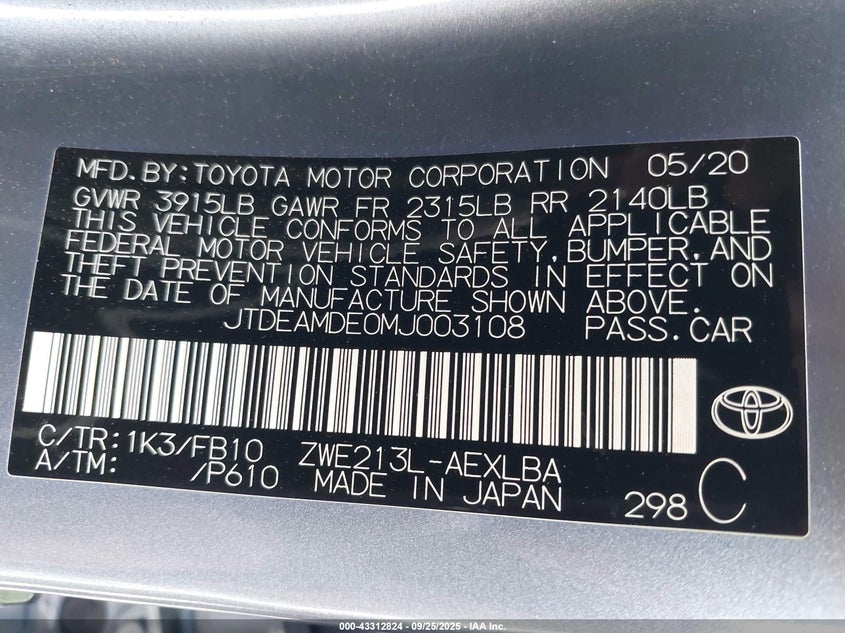 MFD.BY:TOYOTA MOTOR CORPORATION 05/20
GVWR 3915LB GAWR FR 2315LB RR 2140LB
THIS VEHICLE CONFORMS TO ALL APPLICABLE
FEDERAL MOTOR VEHICLE SAFETY,BUMPER,AND
THEFT PREVENTION STANDARDS IN EFFECT ON
THE DATE OF MANUFACTURE SHOWN ABOVE.
JTDEAMDE0MJ003108 PASS.CAR
C/TR:1K3/FB10 ZWE213L-AEXLBA
A/TM: /P610 MADE IN JAPAN
298 C
000-43312824 - 09/25/2025 - IAA Inc.